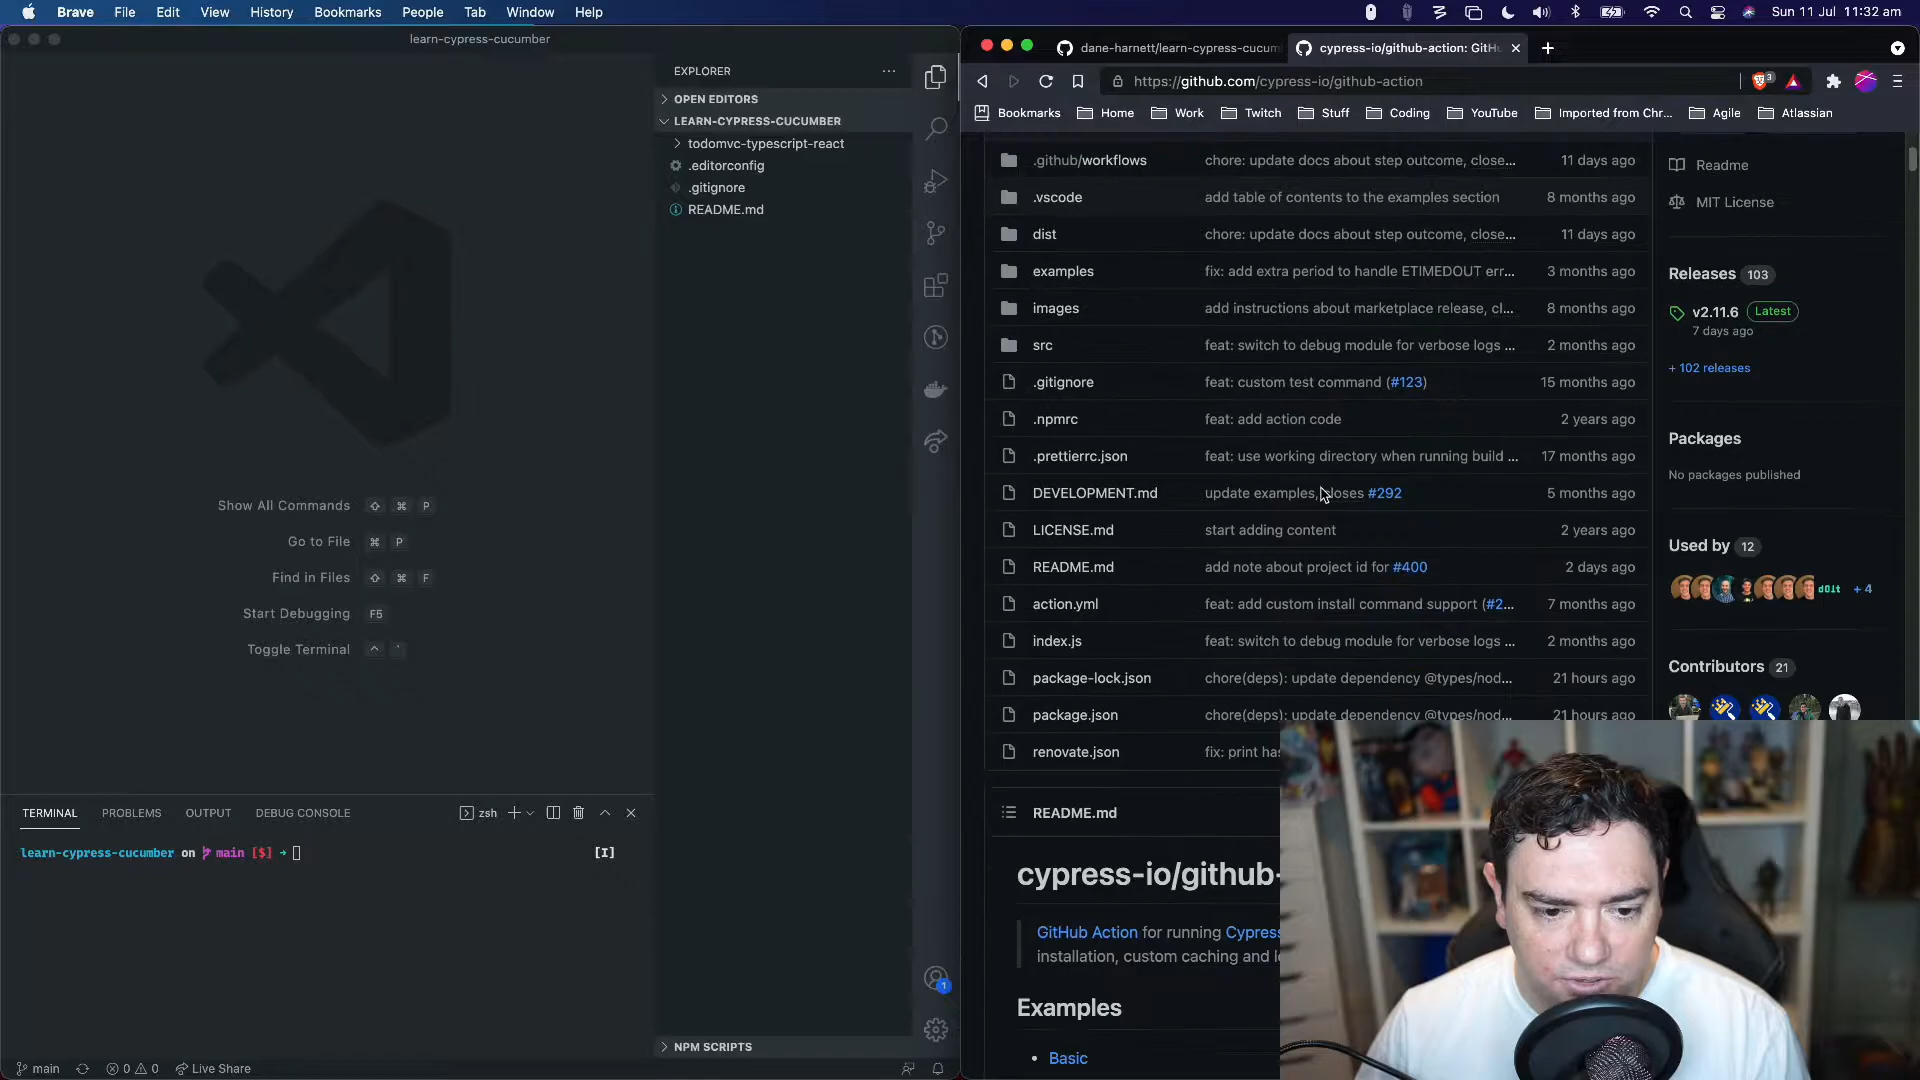 Brave File Edit View History Bookmarks People Tab Window Help
Sun 11 Jul 11:32 am
learn-cypress-cucumber
EXPLORER
OPEN EDITORS
LEARN-CYPRESS-CUCUMBER
todomvc-typescript-react
.editorconfig
.gitignore
README.md
Show All Commands ⇧ ⌘ P
Go to File ⌘ P
Find in Files ⇧ ⌘ F
Start Debugging F5
Toggle Terminal ^ `
TERMINAL PROBLEMS OUTPUT DEBUG CONSOLE
zsh
learn-cypress-cucumber on main [$] → [I]
NPM SCRIPTS
1
main 0 0 Live Share
dane-harnett/learn-cypress-cucum
cypress-io/github-action: GitHu
https://github.com/cypress-io/github-action
3
Bookmarks Home Work Twitch Stuff Coding YouTube Imported from Chr... Agile Atlassian
.github/workflows chore: update docs about step outcome, close... 11 days ago
.vscode add table of contents to the examples section 8 months ago
dist chore: update docs about step outcome, close... 11 days ago
examples fix: add extra period to handle ETIMEDOUT err... 3 months ago
images add instructions about marketplace release, cl... 8 months ago
src feat: switch to debug module for verbose logs ... 2 months ago
.gitignore feat: custom test command (#123) 15 months ago
.npmrc feat: add action code 2 years ago
.prettierrc.json feat: use working directory when running build ... 17 months ago
DEVELOPMENT.md update examples, closes #292 5 months ago
LICENSE.md start adding content 2 years ago
README.md add note about project id for #400 2 days ago
action.yml feat: add custom install command support (#2... 7 months ago
index.js feat: switch to debug module for verbose logs ... 2 months ago
package-lock.json chore(deps): update dependency @types/nod... 21 hours ago
package.json chore(deps): update dependency @types/nod... 21 hours ago
renovate.json fix: print has
README.md
cypress-io/github-
GitHub Action for running Cypress
installation, custom caching and l
Examples
• Basic
Readme
MIT License
Releases 103
v2.11.6 Latest
7 days ago
+ 102 releases
Packages
No packages published
Used by 12
d0it + 4
Contributors 21